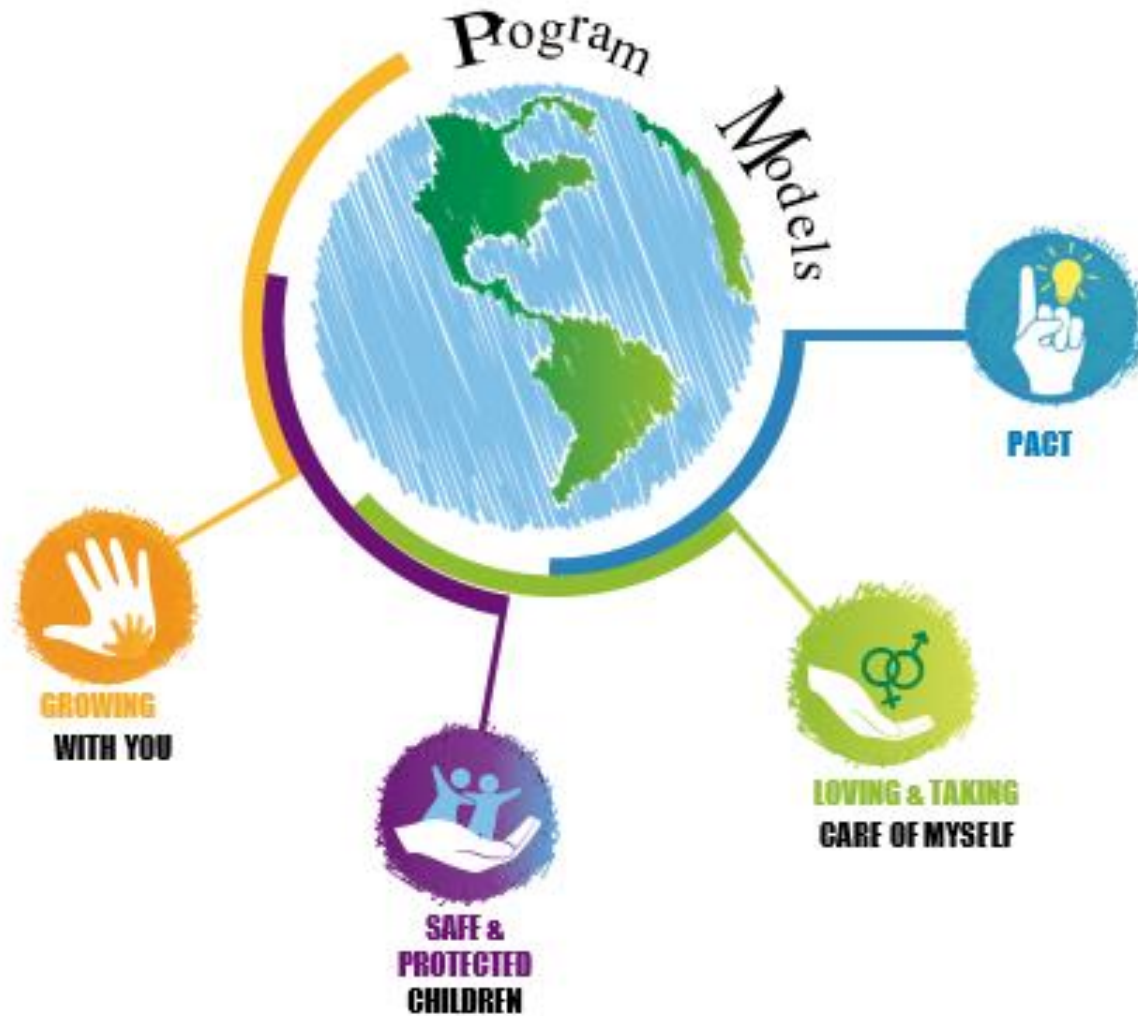 Program
Models
PACT
GROWING
WITH YOU
LOVING & TAKING
CARE OF MYSELF
SAFE &
PROTECTED
CHILDREN